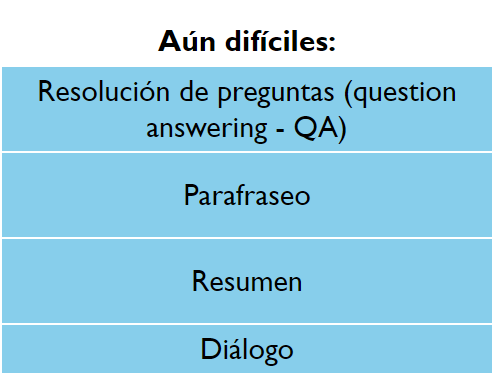 Aún difíciles:
Resolución de preguntas (question
answering - QA)
Parafraseo
Resumen
Diálogo